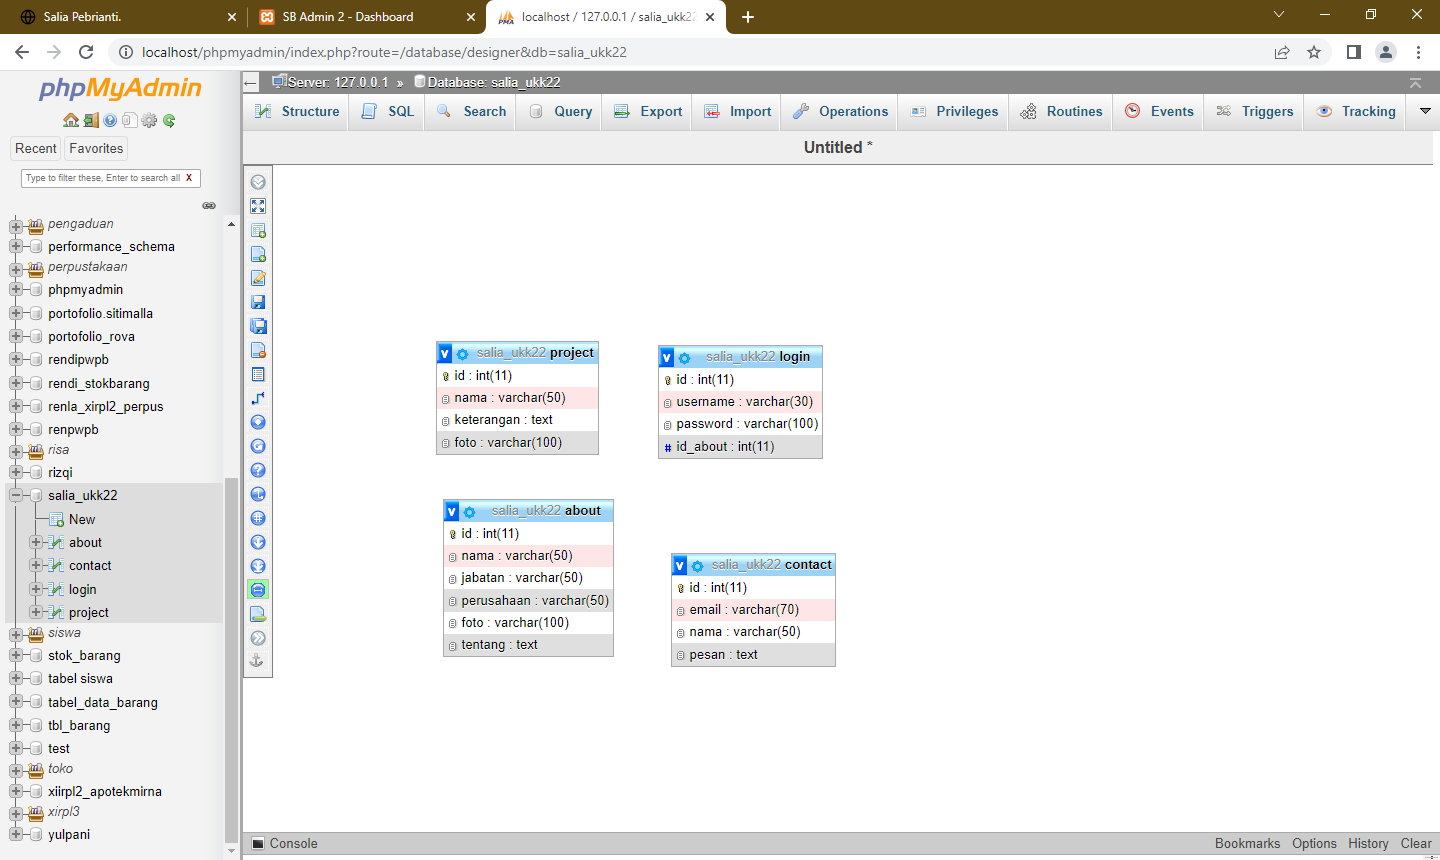 Salia Pebrianti.
SB Admin 2 - Dashboard
localhost / 127.0.0.1 / salia_ukk22
localhost/phpmyadmin/index.php?route=/database/designer&db=salia_ukk22
phpMyAdmin
Recent
Favorites
Type to filter these, Enter to search all X
pengaduan
performance_schema
perpustakaan
phpmyadmin
portofolio.sitimalla
portofolio_rova
rendipwpb
rendi_stokbarang
renla_xirpl2_perpus
renpwpb
risa
rizqi
salia_ukk22
New
about
contact
login
project
siswa
stok_barang
tabel siswa
tabel_data_barang
tbl_barang
test
toko
xiirpl2_apotekmirna
xirpl3
yulpani
Server: 127.0.0.1 » Database: salia_ukk22
Structure SQL Search Query Export Import Operations Privileges Routines Events Triggers Tracking
Untitled *
v salia_ukk22 project
id : int(11)
nama : varchar(50)
keterangan : text
foto : varchar(100)
v salia_ukk22 login
id : int(11)
username : varchar(30)
password : varchar(100)
# id_about : int(11)
v salia_ukk22 about
id : int(11)
nama : varchar(50)
jabatan : varchar(50)
perusahaan : varchar(50)
foto : varchar(100)
tentang : text
v salia_ukk22 contact
id : int(11)
email : varchar(70)
nama : varchar(50)
pesan : text
Console
Bookmarks Options History Clear